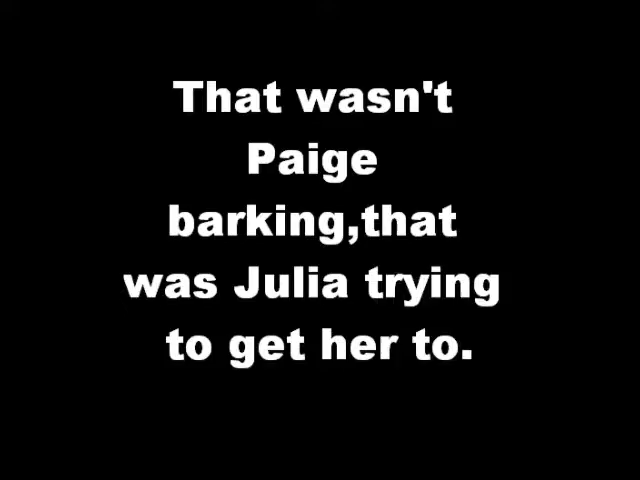 That wasn't
Paige
barking,that
was Julia trying
to get her to.